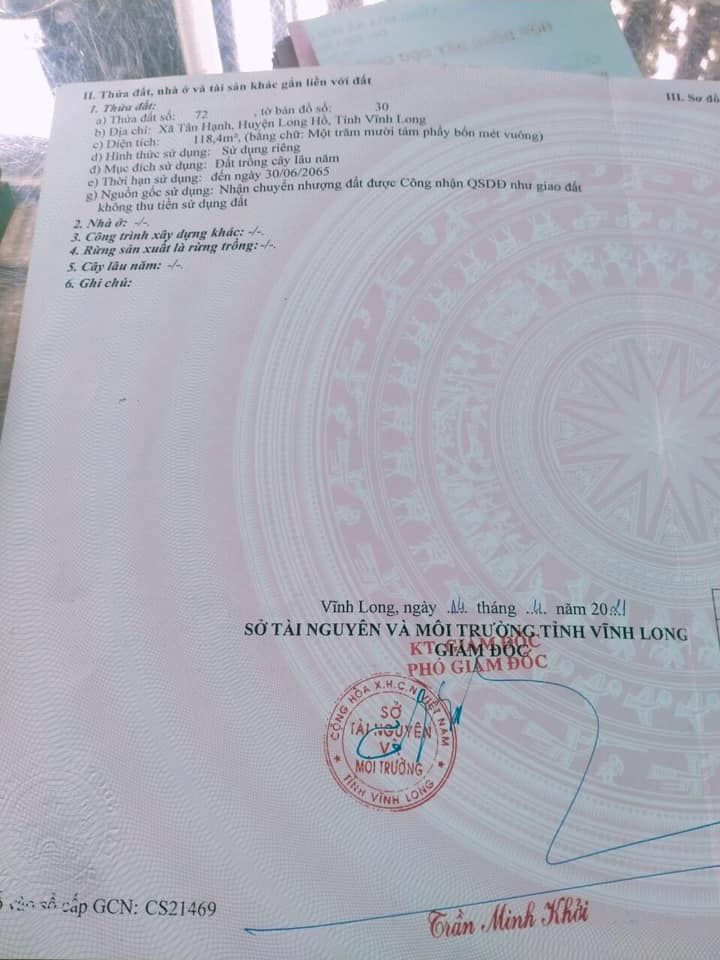 II. Thửa đất, nhà ở và tài sản khác gắn liền với đất
III. Sơ đồ
1. Thửa đất:
a) Thửa đất số: 72 , tờ bản đồ số: 30
b) Địa chỉ: Xã Tân Hạnh, Huyện Long Hồ, Tỉnh Vĩnh Long
c) Diện tích: 118,4m², (bằng chữ: Một trăm mười tám phẩy bốn mét vuông)
d) Hình thức sử dụng: Sử dụng riêng
đ) Mục đích sử dụng: Đất trồng cây lâu năm
e) Thời hạn sử dụng: đến ngày 30/06/2065
g) Nguồn gốc sử dụng: Nhận chuyển nhượng đất được Công nhận QSDĐ như giao đất
không thu tiền sử dụng đất
2. Nhà ở: -/-.
3. Công trình xây dựng khác: -/-.
4. Rừng sản xuất là rừng trồng:-/-.
5. Cây lâu năm: -/-.
6. Ghi chú:
Vĩnh Long, ngày tháng năm 20
SỞ TÀI NGUYÊN VÀ MÔI TRƯỜNG TỈNH VĨNH LONG
GIÁM ĐỐC
KT. GIÁM ĐỐC
PHÓ GIÁM ĐỐC
CỘNG HÒA X.H.C.N VIỆT NAM
SỞ
TÀI NGUYÊN
VÀ
MÔI TRƯỜNG
TỈNH VĨNH LONG
vào sổ cấp GCN: CS21469
Trần Minh Khởi